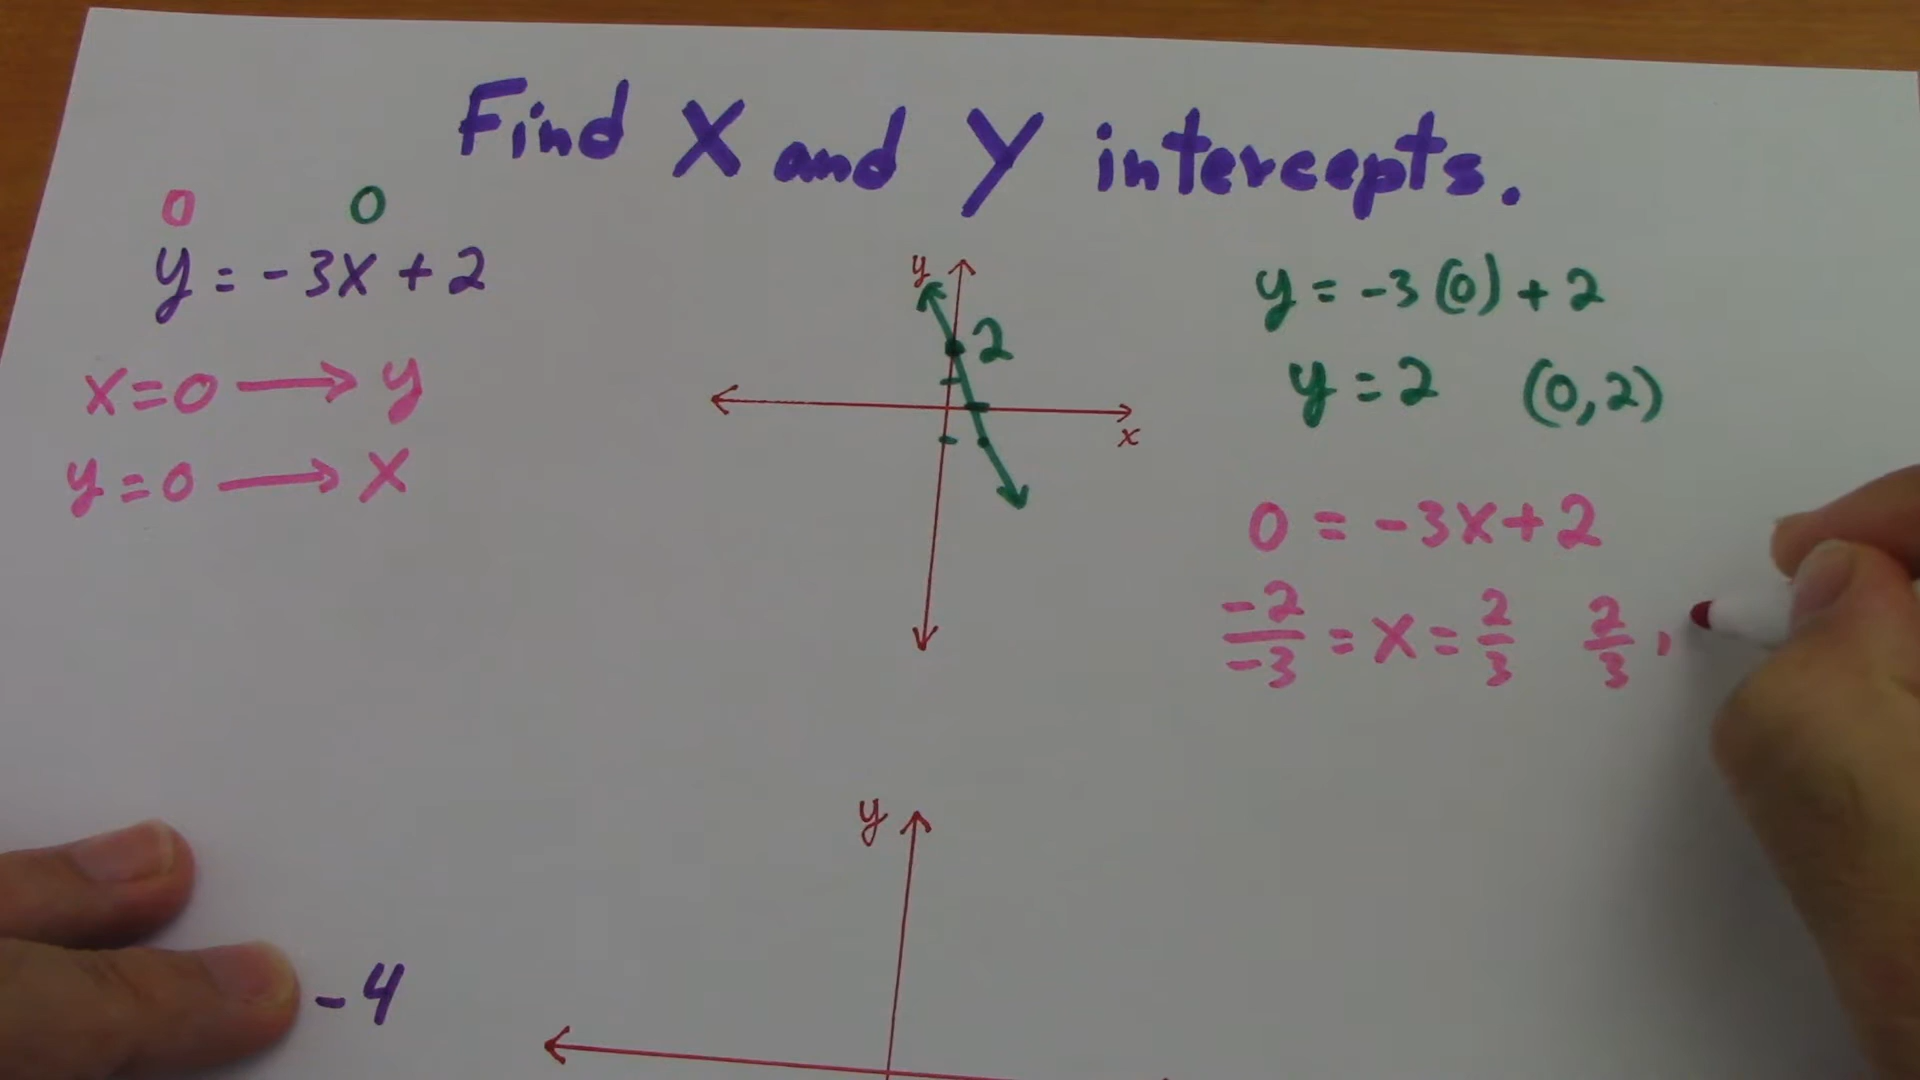 Find X and Y intercepts.
0 0
y = -3x + 2
x = 0 ⟶ y
y = 0 ⟶ x
y
2
x
y = -3(0) + 2
y = 2 (0,2)
0 = -3x + 2
-2/-3 = x = 2/3 2/3 ,
y
- 4